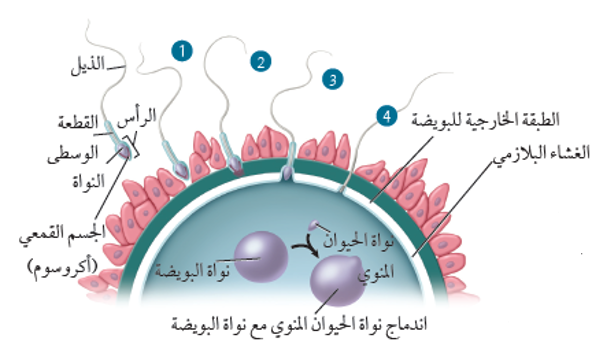 الذيل
1
2
3
4
الرأس
القطعة
الوسطى
النواة
الجسم القمعي
(أكروسوم)
الطبقة الخارجية للبويضة
الغشاء البلازمي
نواة الحيوان
المنوي
نواة البويضة
اندماج نواة الحيوان المنوي مع نواة البويضة